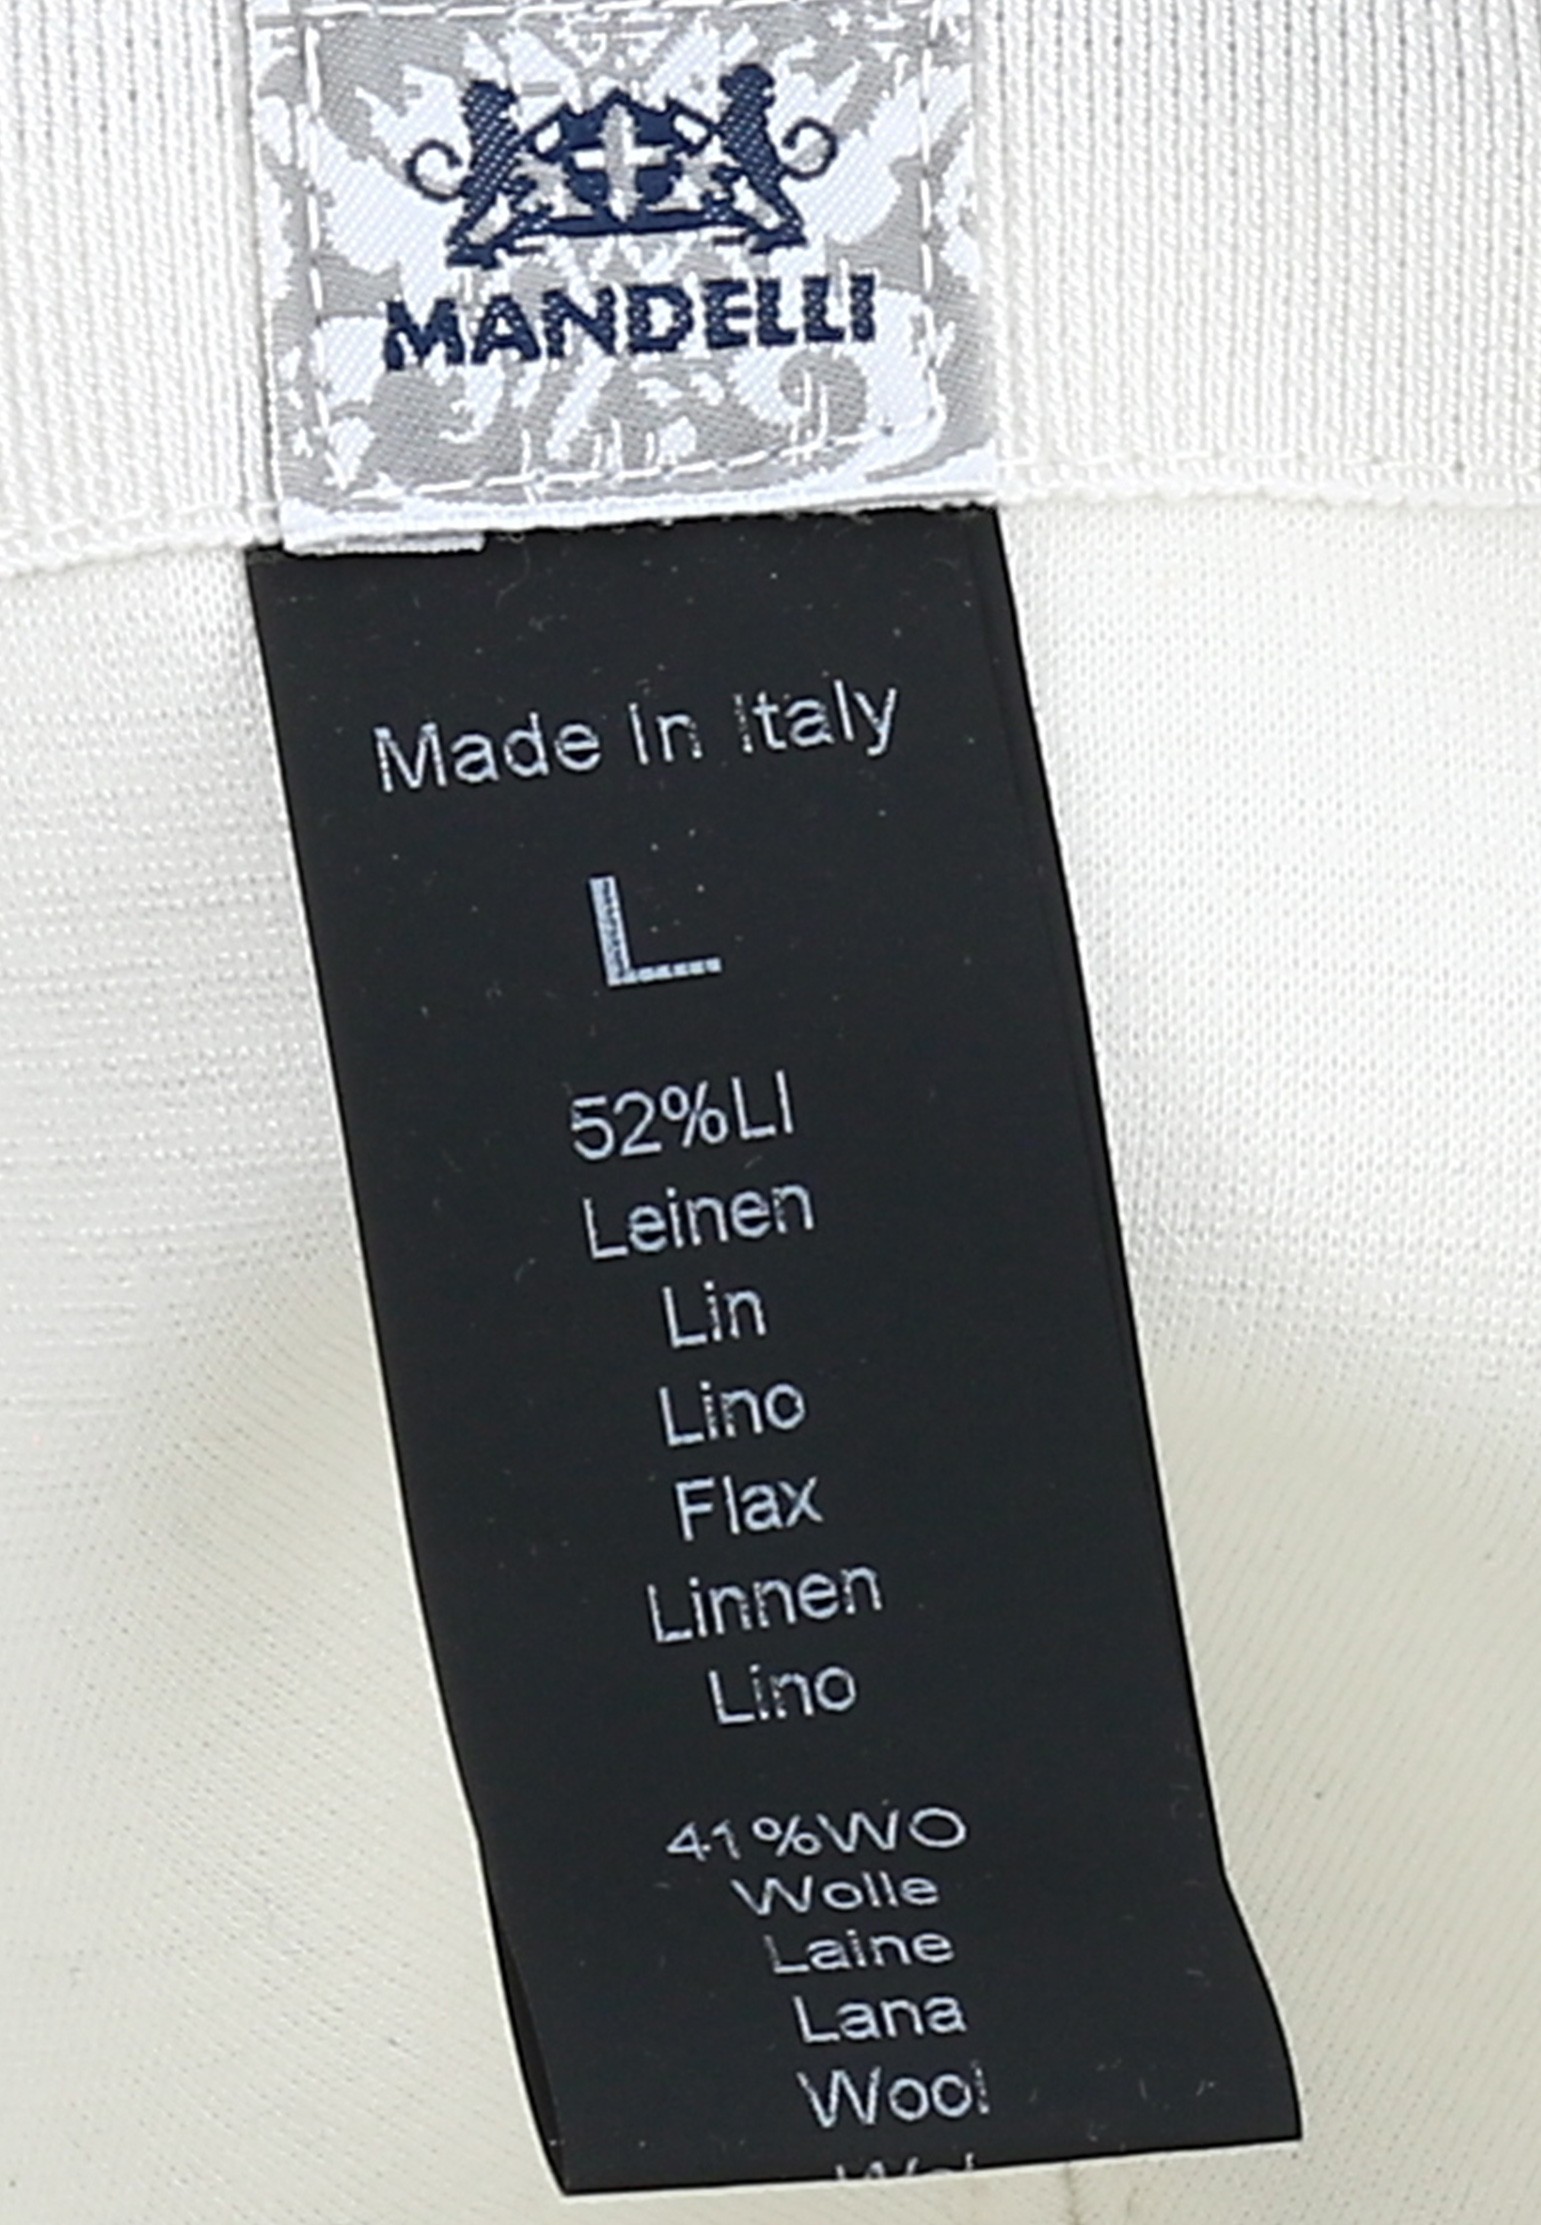 MANDELLI
Made In Italy
L
52%LI
Leinen
Lin
Lino
Flax
Linnen
Lino
41%WO
Wolle
Laine
Lana
Wool